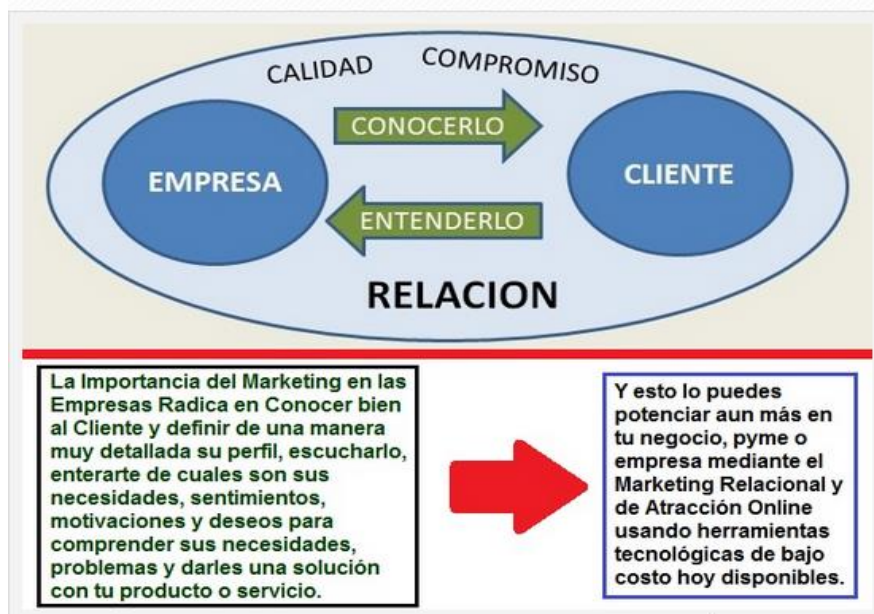 CALIDAD COMPROMISO
CONOCERLO
EMPRESA
CLIENTE
ENTENDERLO
RELACION
La Importancia del Marketing en las
Empresas Radica en Conocer bien
al Cliente y definir de una manera
muy detallada su perfil, escucharlo,
enterarte de cuales son sus
necesidades, sentimientos,
motivaciones y deseos para
comprender sus necesidades,
problemas y darles una solución
con tu producto o servicio.
Y esto lo puedes
potenciar aun más en
tu negocio, pyme o
empresa mediante el
Marketing Relacional y
de Atracción Online
usando herramientas
tecnológicas de bajo
costo hoy disponibles.